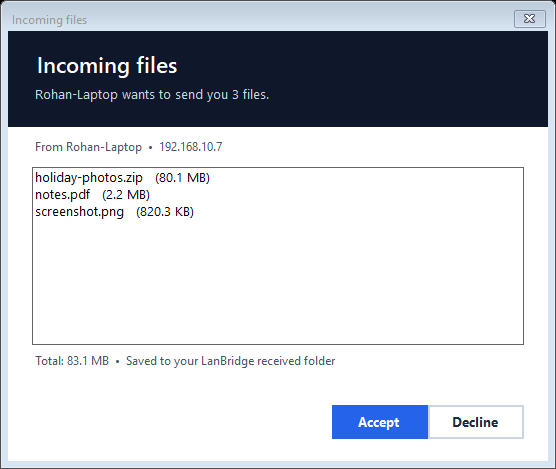 Incoming files
Incoming files
Rohan-Laptop wants to send you 3 files.
From Rohan-Laptop • 192.168.10.7
holiday-photos.zip (80.1 MB)
notes.pdf (2.2 MB)
screenshot.png (820.3 KB)
Total: 83.1 MB • Saved to your LanBridge received folder
Accept Decline